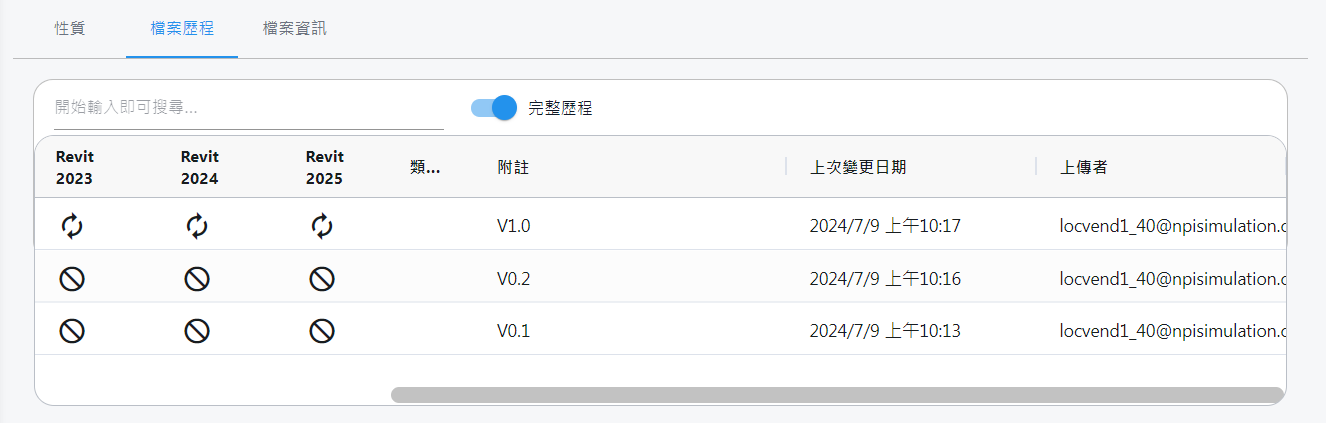 性質 檔案歷程 檔案資訊
開始輸入即可搜尋... 完整歷程
Revit 2023 Revit 2024 Revit 2025 類... 附註 上次變更日期 上傳者
V1.0 2024/7/9 上午10:17 locvend1_40@npisimulation.c
V0.2 2024/7/9 上午10:16 locvend1_40@npisimulation.c
V0.1 2024/7/9 上午10:13 locvend1_40@npisimulation.c